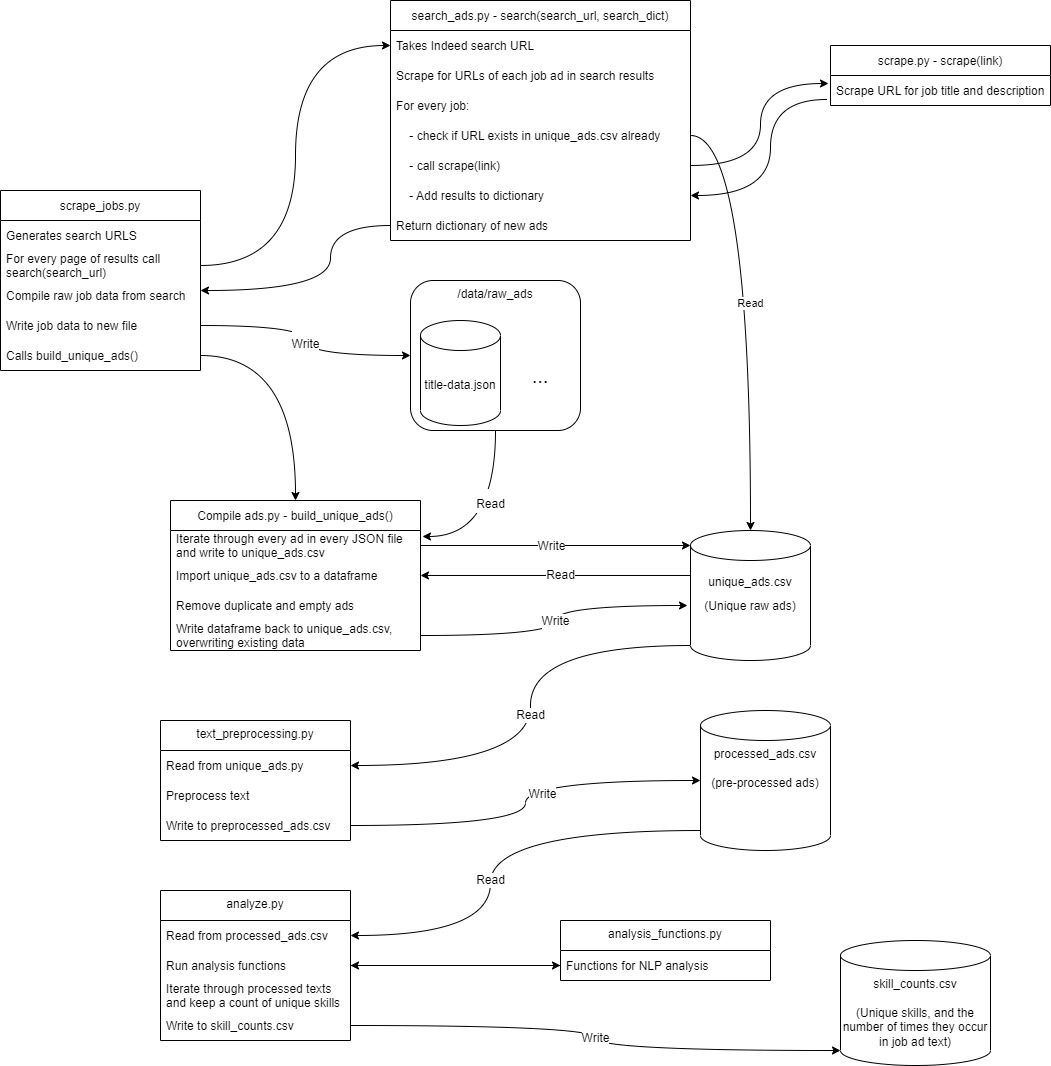 search_ads.py - search(search_url, search_dict)
Takes Indeed search URL
Scrape for URLs of each job ad in search results
For every job:
- check if URL exists in unique_ads.csv already
- call scrape(link)
- Add results to dictionary
Return dictionary of new ads
scrape.py - scrape(link)
Scrape URL for job title and description
scrape_jobs.py
Generates search URLS
For every page of results call
search(search_url)
Compile raw job data from search
Write job data to new file
Calls build_unique_ads()
Read
Write
/data/raw_ads
title-data.json
...
Read
Compile ads.py - build_unique_ads()
Iterate through every ad in every JSON file
and write to unique_ads.csv
Import unique_ads.csv to a dataframe
Remove duplicate and empty ads
Write dataframe back to unique_ads.csv,
overwriting existing data
Write
Read
Write
unique_ads.csv
(Unique raw ads)
Read
text_preprocessing.py
Read from unique_ads.py
Preprocess text
Write to preprocessed_ads.csv
Write
processed_ads.csv
(pre-processed ads)
Read
analyze.py
Read from processed_ads.csv
Run analysis functions
Iterate through processed texts
and keep a count of unique skills
Write to skill_counts.csv
analysis_functions.py
Functions for NLP analysis
Write
skill_counts.csv
(Unique skills, and the
number of times they occur
in job ad text)